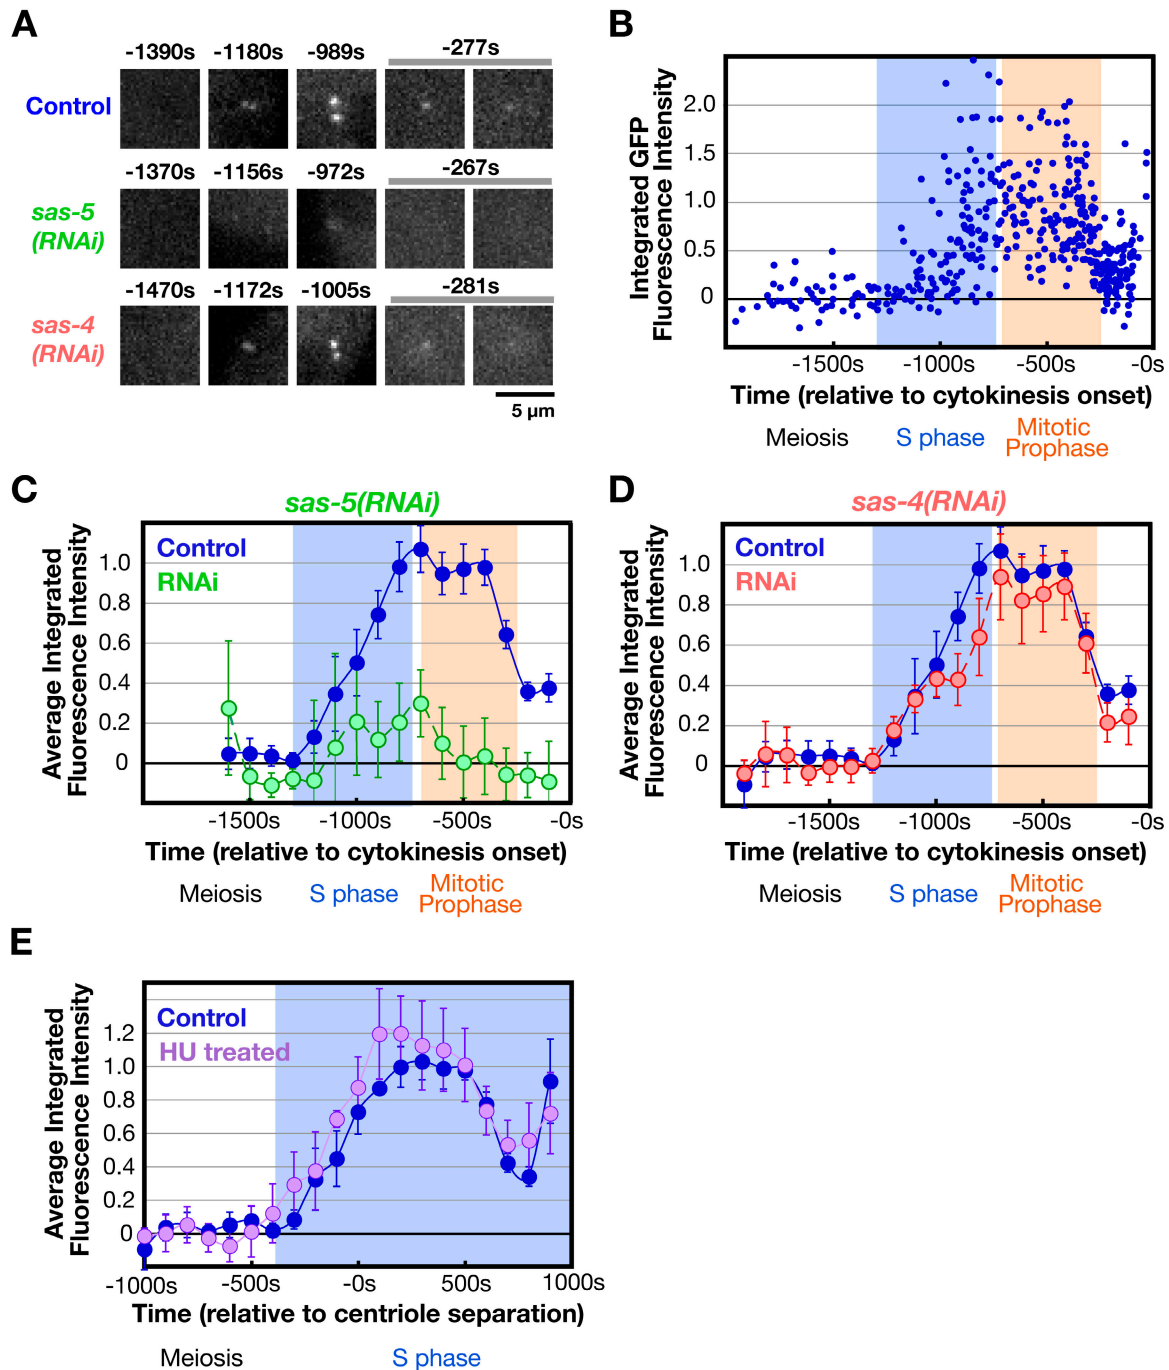 A
-1390s -1180s -989s -277s
Control
-1370s -1156s -972s -267s
sas-5
(RNAi)
-1470s -1172s -1005s -281s
sas-4
(RNAi)
5 µm
B
Integrated GFP
Fluorescence Intensity
2.0
1.5
1.0
0.5
0
-1500s -1000s -500s -0s
Time (relative to cytokinesis onset)
Meiosis S phase Mitotic
Prophase
C
sas-5(RNAi)
Average Integrated
Fluorescence Intensity
Control
RNAi
1.0
0.8
0.6
0.4
0.2
0
-1500s -1000s -500s -0s
Time (relative to cytokinesis onset)
Meiosis S phase Mitotic
Prophase
D
sas-4(RNAi)
Average Integrated
Fluorescence Intensity
Control
RNAi
1.0
0.8
0.6
0.4
0.2
0
-1500s -1000s -500s -0s
Time (relative to cytokinesis onset)
Meiosis S phase Mitotic
Prophase
E
Average Integrated
Fluorescence Intensity
Control
HU treated
1.2
1.0
0.8
0.6
0.4
0.2
0
-1000s -500s -0s 500s 1000s
Time (relative to centriole separation)
Meiosis S phase